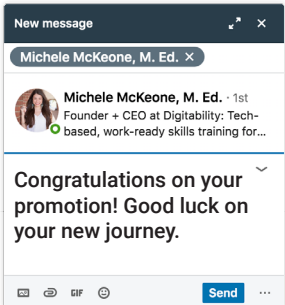 New message
Michele McKeone, M. Ed. ×
Michele McKeone, M. Ed. · 1st
Founder + CEO at Digitability: Tech-
based, work-ready skills training for...
Congratulations on your
promotion! Good luck on
your new journey.
GIF
Send